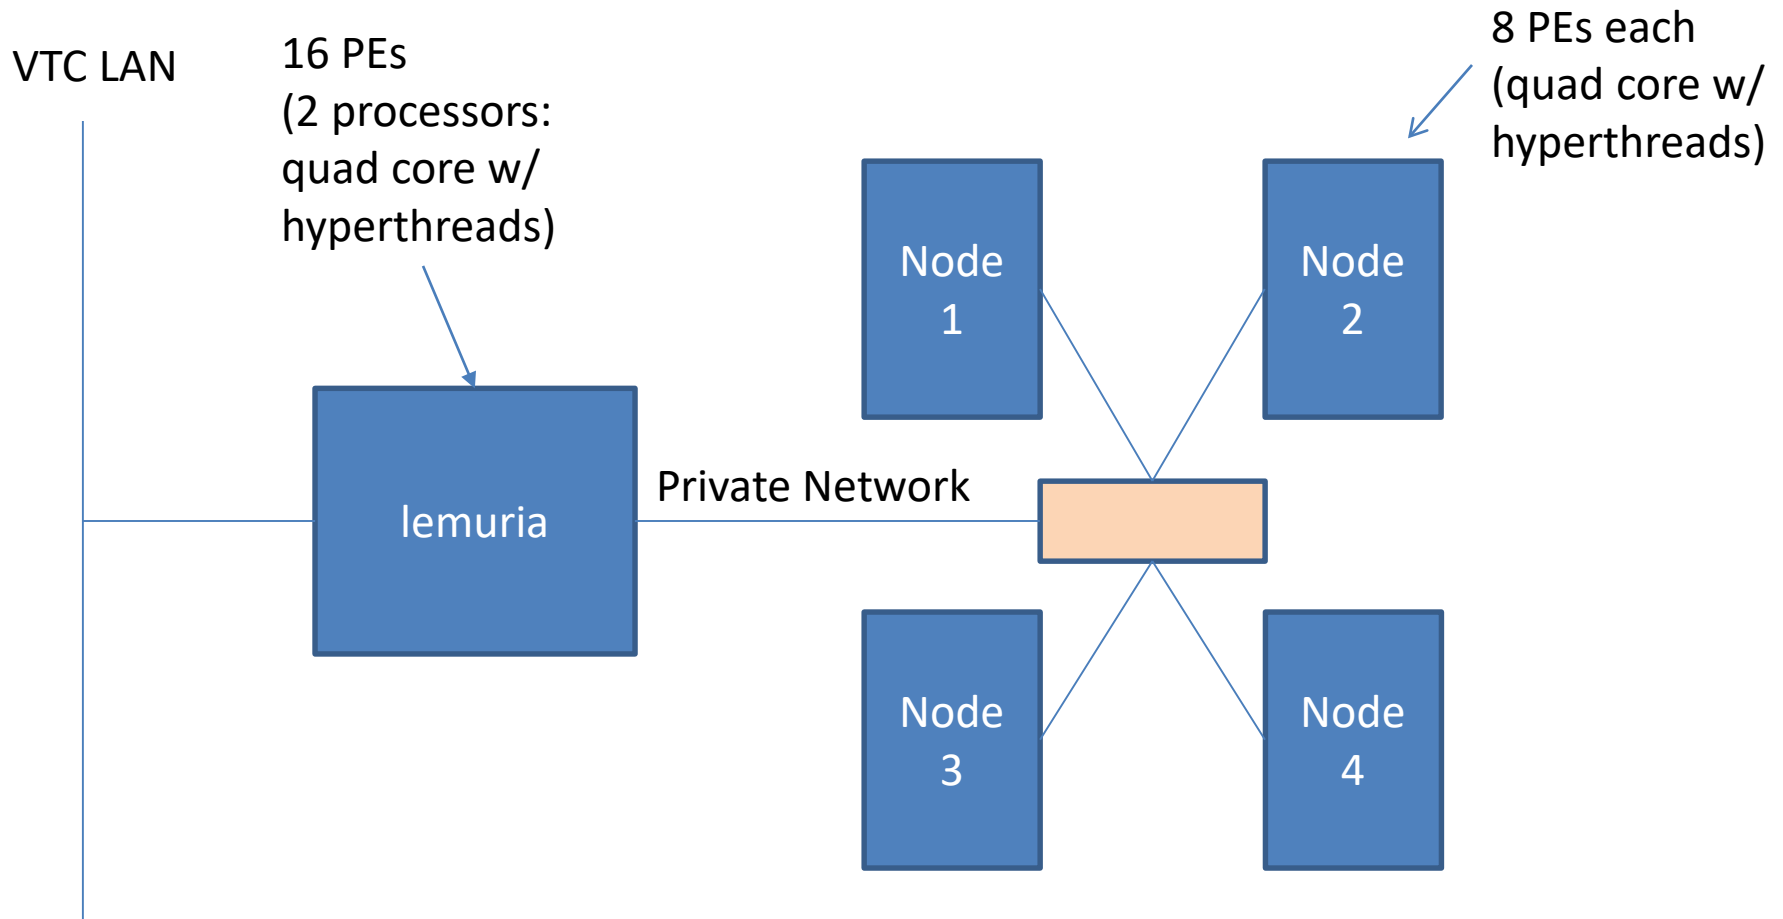 VTC LAN
16 PEs
(2 processors:
quad core w/
hyperthreads)
8 PEs each
(quad core w/
hyperthreads)
Node
1
Node
2
lemuria
Private Network
Node
3
Node
4